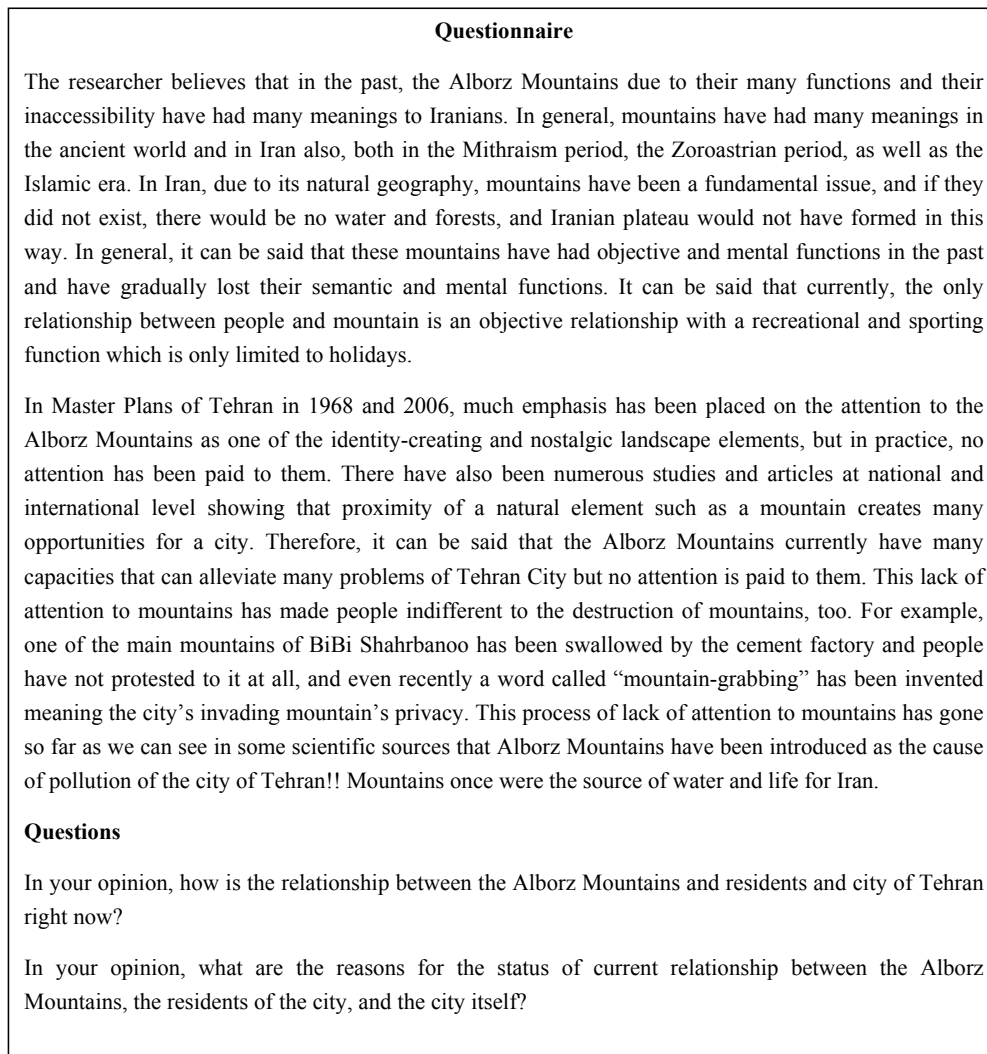 Questionnaire
The researcher believes that in the past, the Alborz Mountains due to their many functions and their
inaccessibility have had many meanings to Iranians. In general, mountains have had many meanings in
the ancient world and in Iran also, both in the Mithraism period, the Zoroastrian period, as well as the
Islamic era. In Iran, due to its natural geography, mountains have been a fundamental issue, and if they
did not exist, there would be no water and forests, and Iranian plateau would not have formed in this
way. In general, it can be said that these mountains have had objective and mental functions in the past
and have gradually lost their semantic and mental functions. It can be said that currently, the only
relationship between people and mountain is an objective relationship with a recreational and sporting
function which is only limited to holidays.
In Master Plans of Tehran in 1968 and 2006, much emphasis has been placed on the attention to the
Alborz Mountains as one of the identity-creating and nostalgic landscape elements, but in practice, no
attention has been paid to them. There have also been numerous studies and articles at national and
international level showing that proximity of a natural element such as a mountain creates many
opportunities for a city. Therefore, it can be said that the Alborz Mountains currently have many
capacities that can alleviate many problems of Tehran City but no attention is paid to them. This lack of
attention to mountains has made people indifferent to the destruction of mountains, too. For example,
one of the main mountains of BiBi Shahrbanoo has been swallowed by the cement factory and people
have not protested to it at all, and even recently a word called “mountain-grabbing” has been invented
meaning the city’s invading mountain’s privacy. This process of lack of attention to mountains has gone
so far as we can see in some scientific sources that Alborz Mountains have been introduced as the cause
of pollution of the city of Tehran!! Mountains once were the source of water and life for Iran.
Questions
In your opinion, how is the relationship between the Alborz Mountains and residents and city of Tehran
right now?
In your opinion, what are the reasons for the status of current relationship between the Alborz
Mountains, the residents of the city, and the city itself?